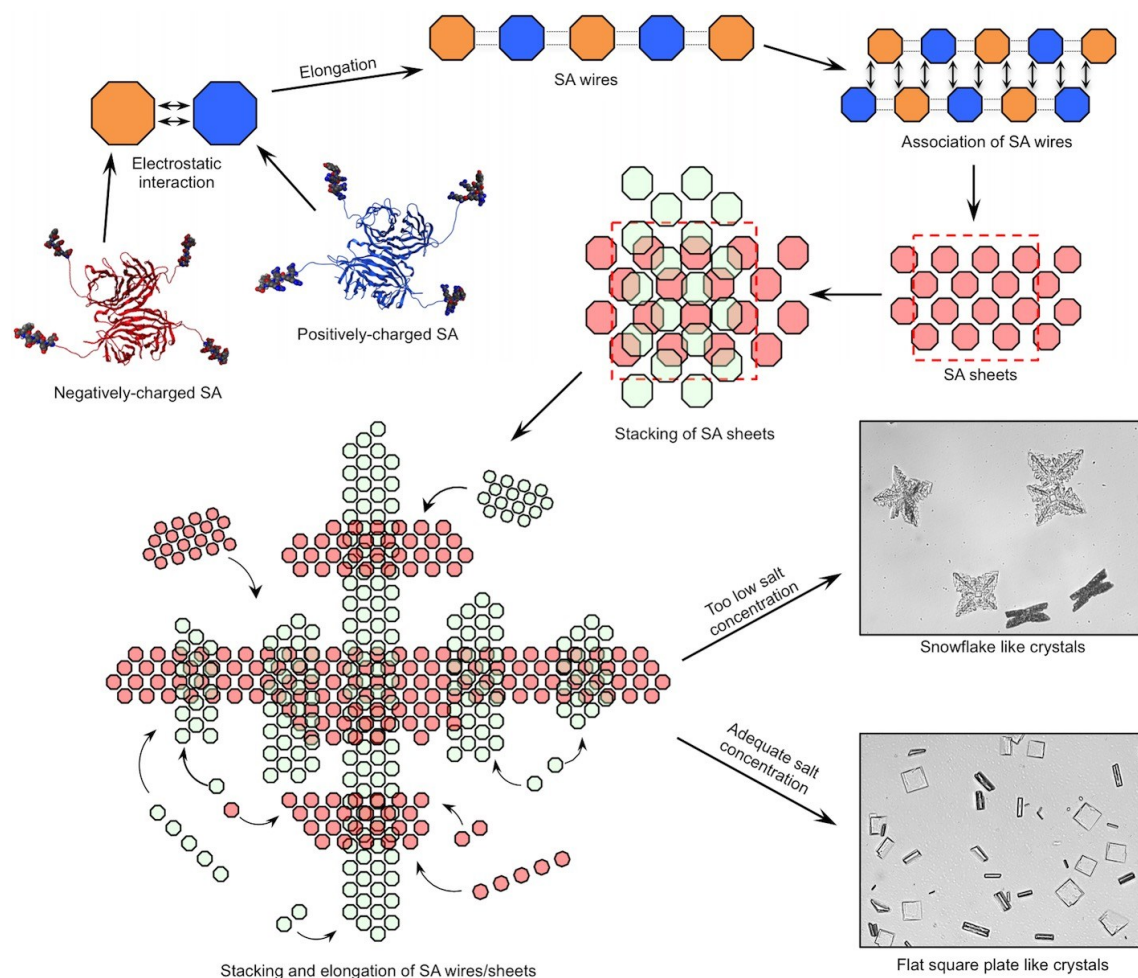 Elongation
SA wires
Association of SA wires
Electrostatic
interaction
Negatively-charged SA
Positively-charged SA
SA sheets
Stacking of SA sheets
Too low salt
concentration
Snowflake like crystals
Adequate salt
concentration
Flat square plate like crystals
Stacking and elongation of SA wires/sheets